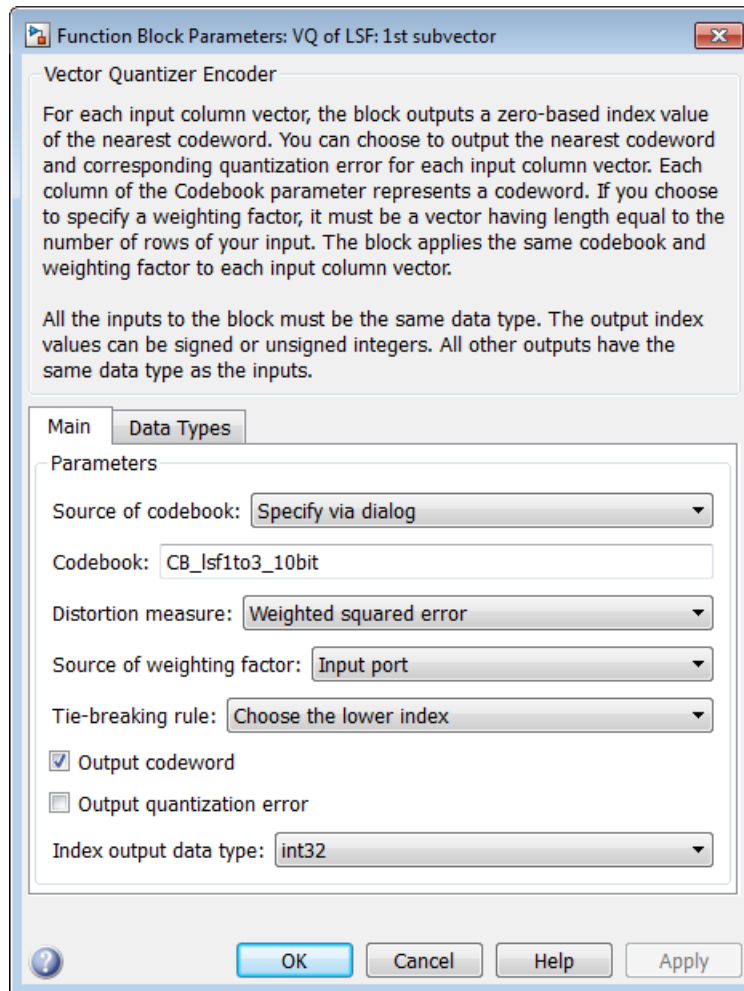 Function Block Parameters: VQ of LSF: 1st subvector
Vector Quantizer Encoder
For each input column vector, the block outputs a zero-based index value
of the nearest codeword. You can choose to output the nearest codeword
and corresponding quantization error for each input column vector. Each
column of the Codebook parameter represents a codeword. If you choose
to specify a weighting factor, it must be a vector having length equal to the
number of rows of your input. The block applies the same codebook and
weighting factor to each input column vector.
All the inputs to the block must be the same data type. The output index
values can be signed or unsigned integers. All other outputs have the
same data type as the inputs.
Main Data Types
Parameters
Source of codebook: Specify via dialog
Codebook: CB_lsf1to3_10bit
Distortion measure: Weighted squared error
Source of weighting factor: Input port
Tie-breaking rule: Choose the lower index
Output codeword
Output quantization error
Index output data type: int32
? OK Cancel Help Apply